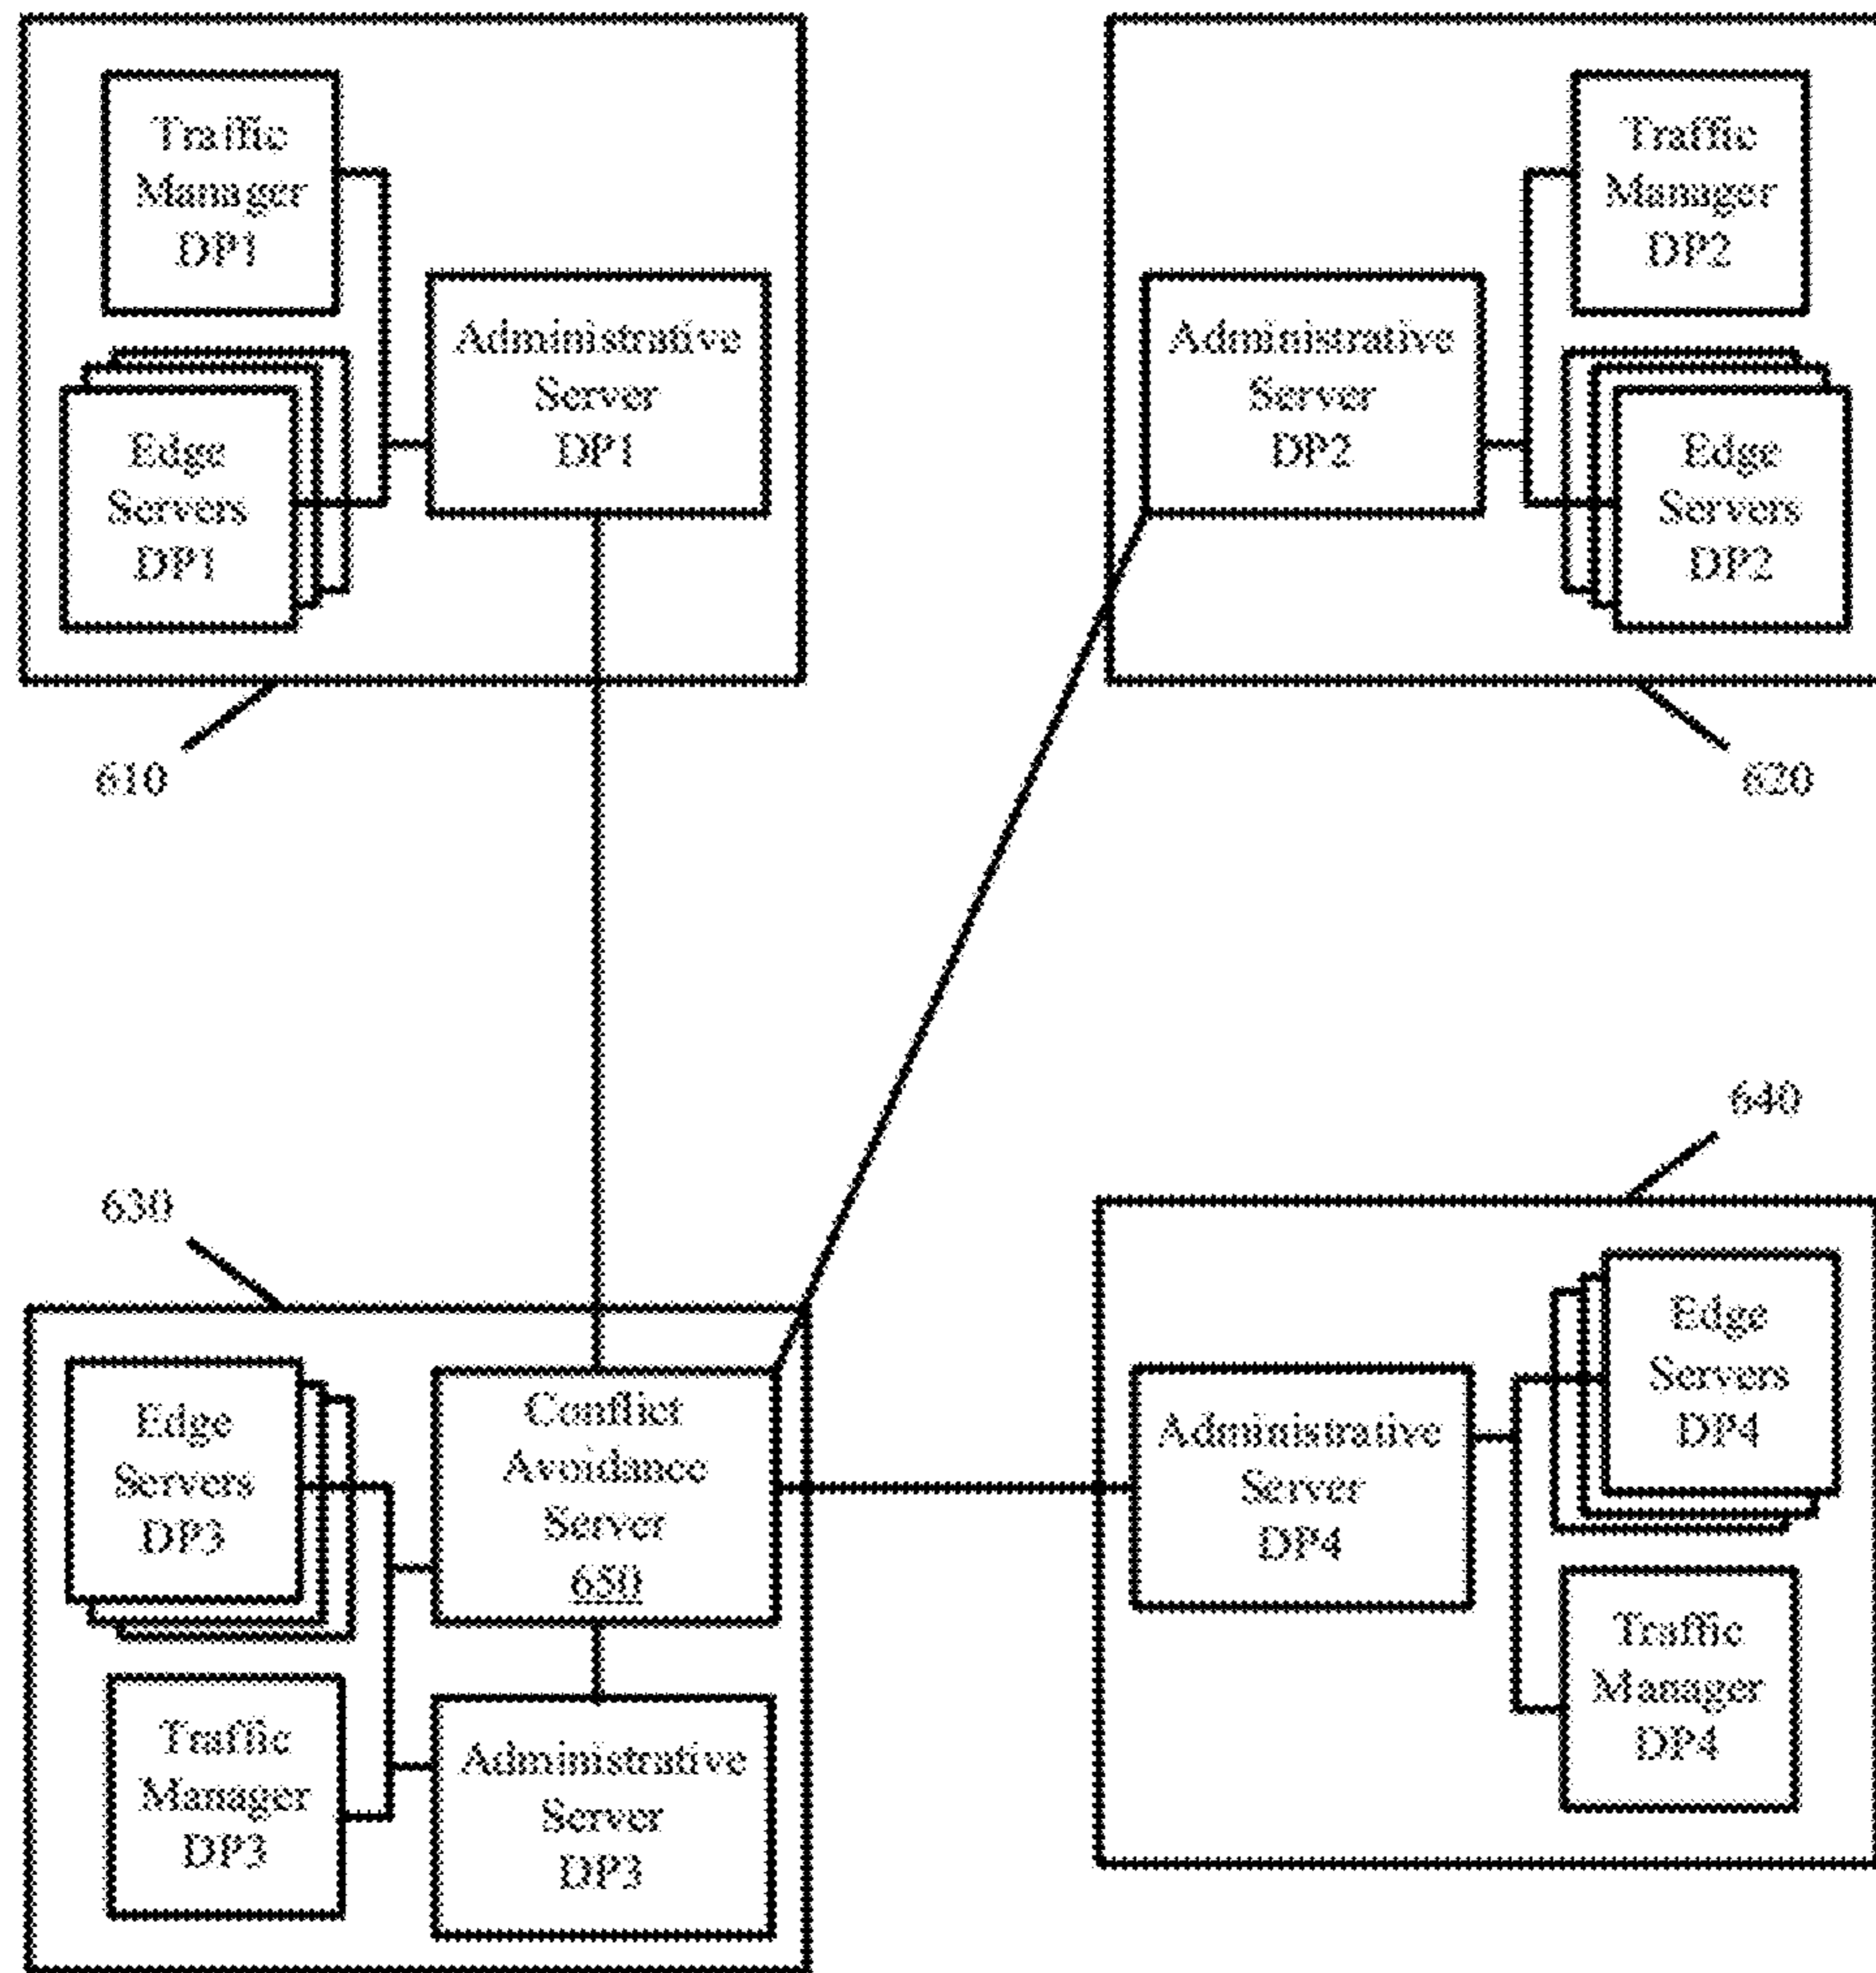 Traffic
Manager
DP1
Administrative
Server
DP1
Edge
Servers
DP1
610
Traffic
Manager
DP2
Administrative
Server
DP2
Edge
Servers
DP2
620
630
Edge
Servers
DP3
Conflict
Avoidance
Server
650
Traffic
Manager
DP3
Administrative
Server
DP3
640
Administrative
Server
DP4
Edge
Servers
DP4
Traffic
Manager
DP4